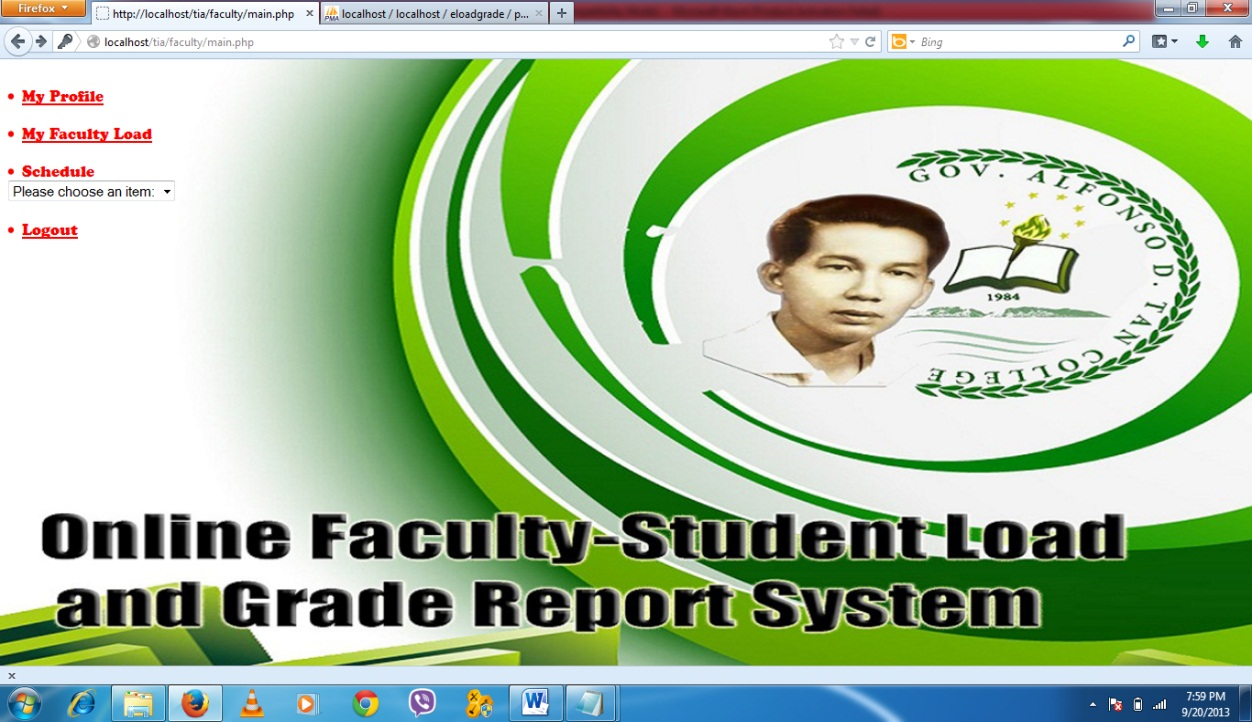 Firefox
http://localhost/tia/faculty/main.php
localhost / localhost / eloadgrade / p...
localhost/tia/faculty/main.php
Bing
My Profile
My Faculty Load
Schedule
Please choose an item:
Logout
GOV. ALFONSO D. TAN COLLEGE
1984
Online Faculty-Student Load
and Grade Report System
7:59 PM
9/20/2013